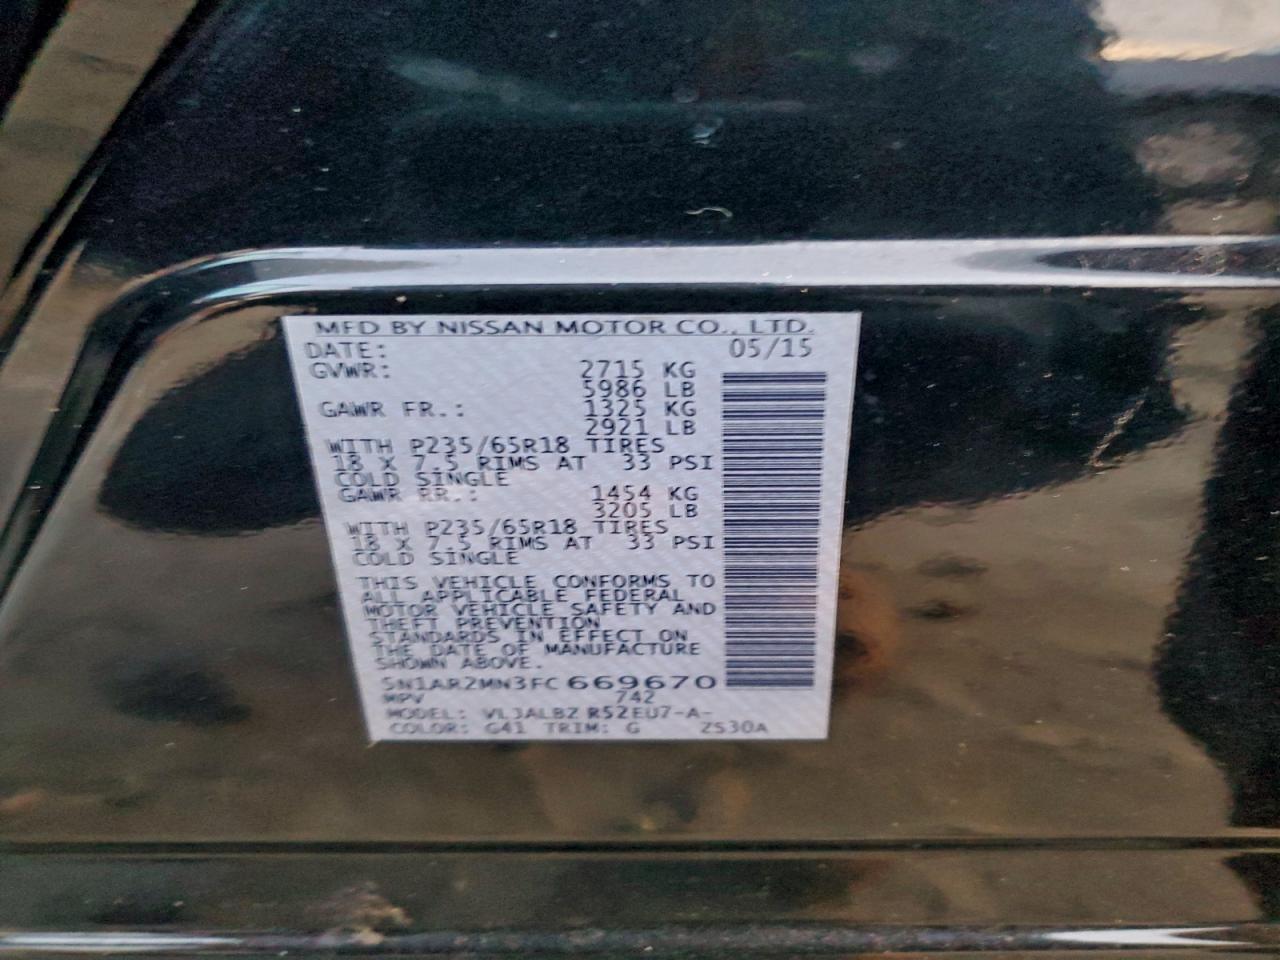 MFD BY NISSAN MOTOR CO., LTD.
DATE: 05/15
GVWR: 2715 KG
5986 LB
GAWR FR.: 1325 KG
2921 LB
WITH P235/65R18 TIRES
18 X 7.5 RIMS AT 33 PSI
COLD SINGLE
GAWR RR.: 1454 KG
3205 LB
WITH P235/65R18 TIRES
18 X 7.5 RIMS AT 33 PSI
COLD SINGLE
THIS VEHICLE CONFORMS TO
ALL APPLICABLE FEDERAL
MOTOR VEHICLE SAFETY AND
THEFT PREVENTION
STANDARDS IN EFFECT ON
THE DATE OF MANUFACTURE
SHOWN ABOVE.
5N1AR2MN3FC669670
MPV 742
MODEL: VLJALBZ R52EU7-A-
COLOR: G41 TRIM: G ZS30A